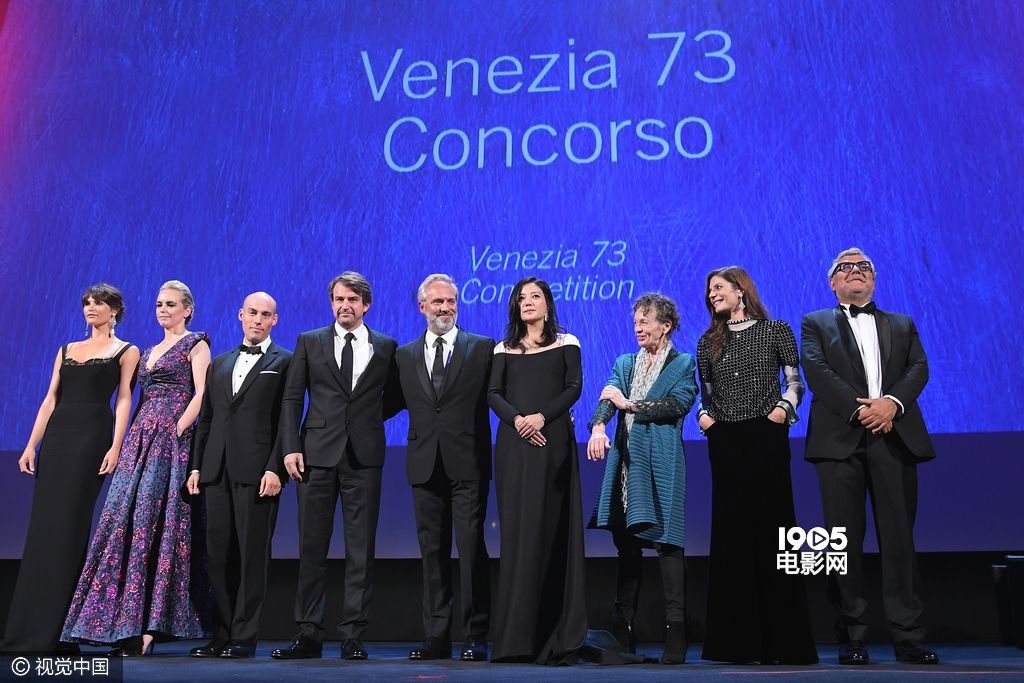 Venezia 73
Concorso
Venezia 73
Competition
1905
电影网
© 视觉中国